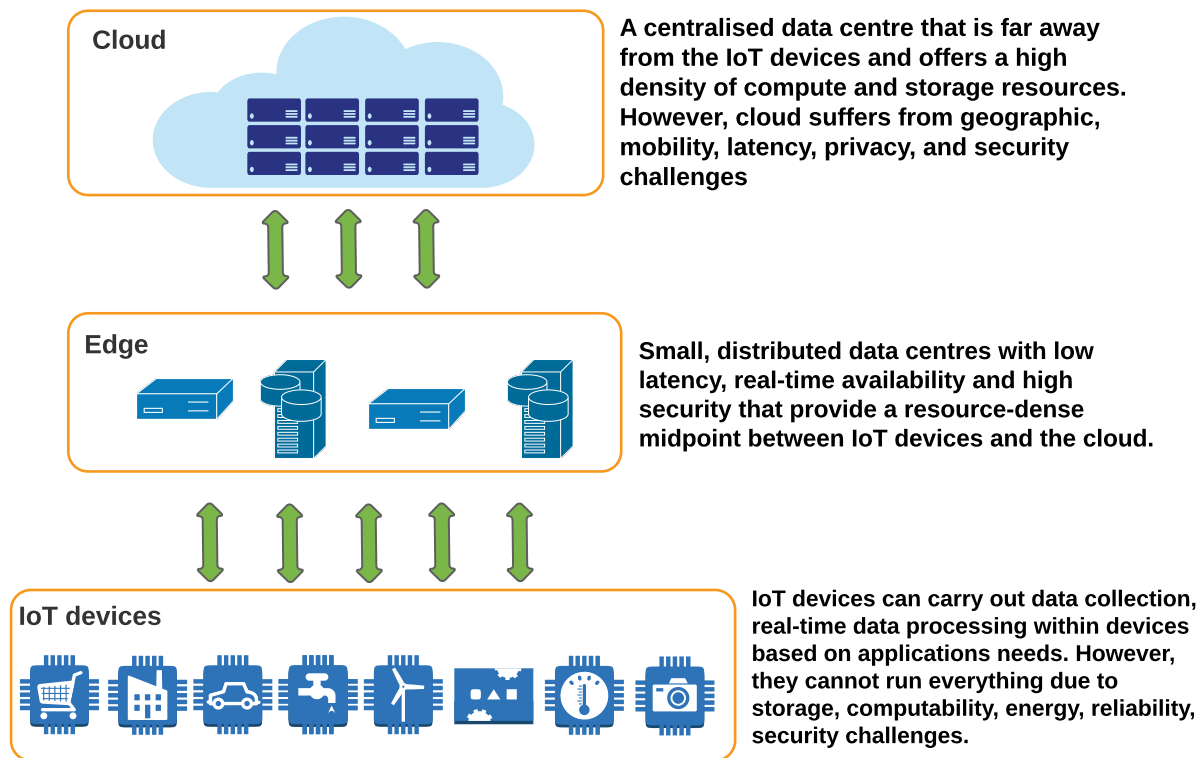 Cloud
A centralised data centre that is far away
from the IoT devices and offers a high
density of compute and storage resources.
However, cloud suffers from geographic,
mobility, latency, privacy, and security
challenges
Edge
Small, distributed data centres with low
latency, real-time availability and high
security that provide a resource-dense
midpoint between IoT devices and the cloud.
IoT devices
IoT devices can carry out data collection,
real-time data processing within devices
based on applications needs. However,
they cannot run everything due to
storage, computability, energy, reliability,
security challenges.